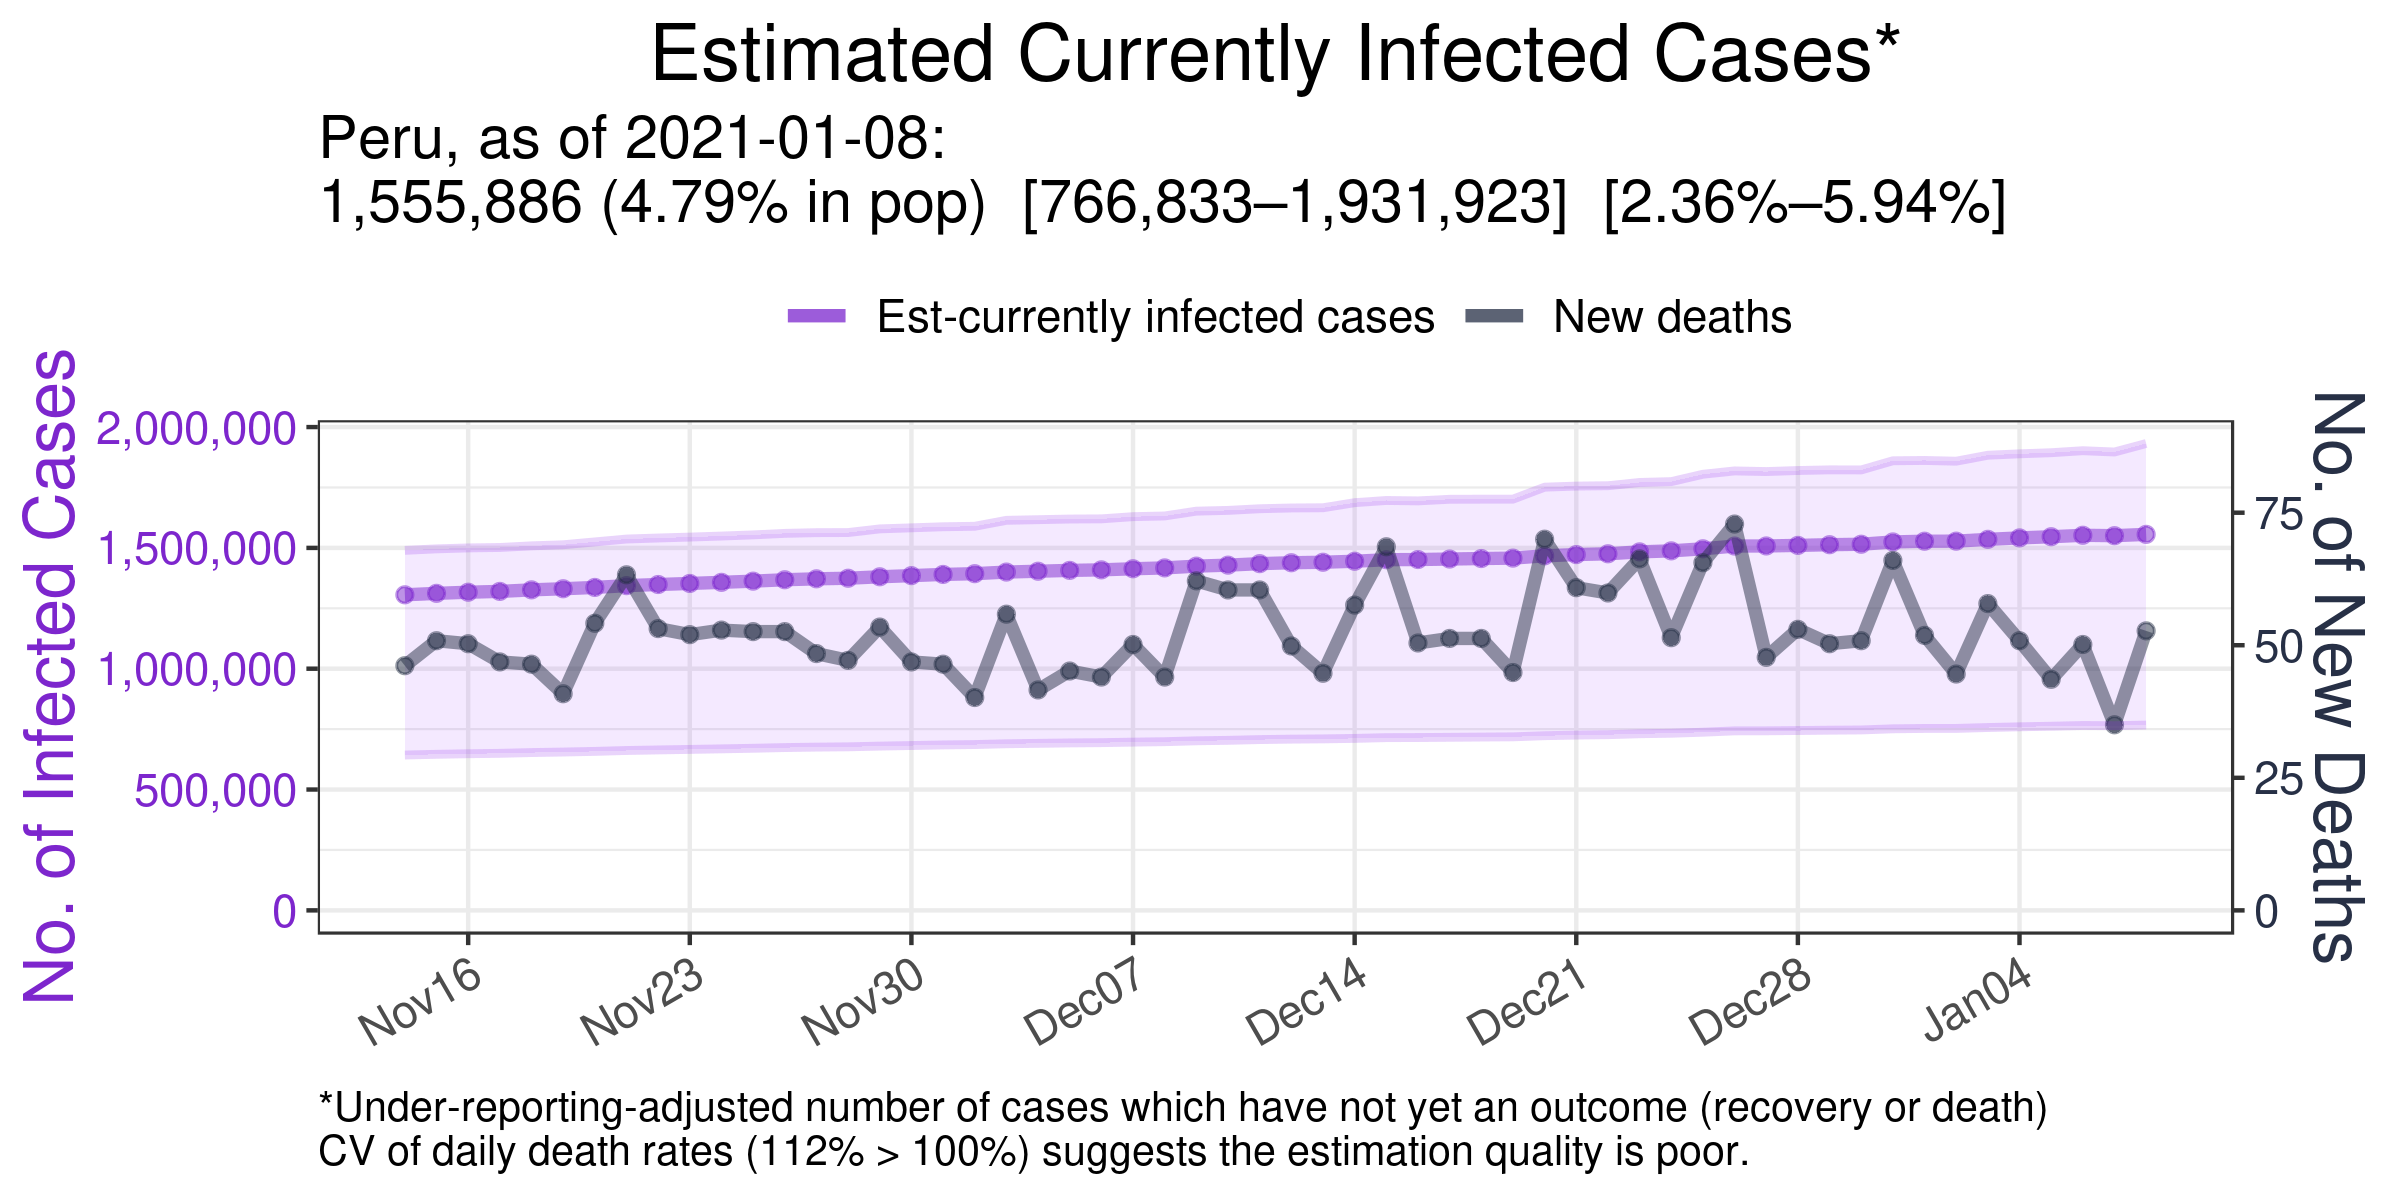 Estimated Currently Infected Cases*
Peru, as of 2021-01-08:
1,555,886 (4.79% in pop)  [766,833–1,931,923]  [2.36%–5.94%]
Est-currently infected cases
New deaths
No. of Infected Cases
2,000,000
1,500,000
1,000,000
500,000
0
No. of New Deaths
75
50
25
0
Nov16
Nov23
Nov30
Dec07
Dec14
Dec21
Dec28
Jan04
*Under-reporting-adjusted number of cases which have not yet an outcome (recovery or death)
CV of daily death rates (112% > 100%) suggests the estimation quality is poor.